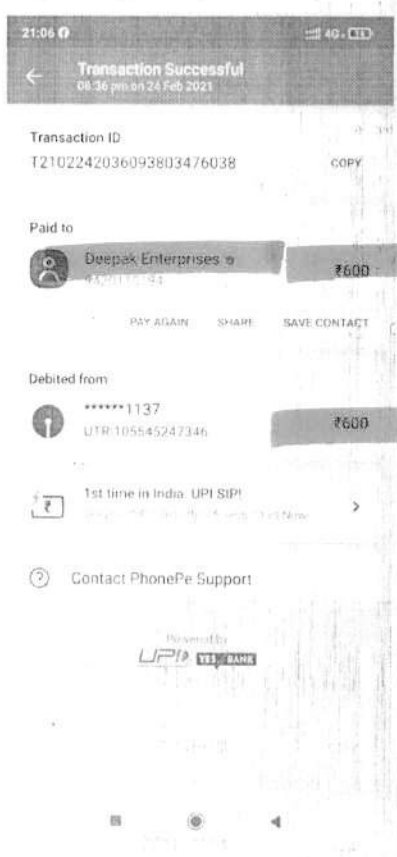 21:06
4G
Transaction Successful
08:36 pm on 24 Feb 2021
Transaction ID
T2102242036093803476038
COPY
Paid to
Deepak Enterprises
₹600
PAY AGAIN SHARE SAVE CONTACT
Debited from
******1137
₹600
UTR:105545247346
1st time in India. UPI SIP!
Contact PhonePe Support
Powered by
UPI YES BANK